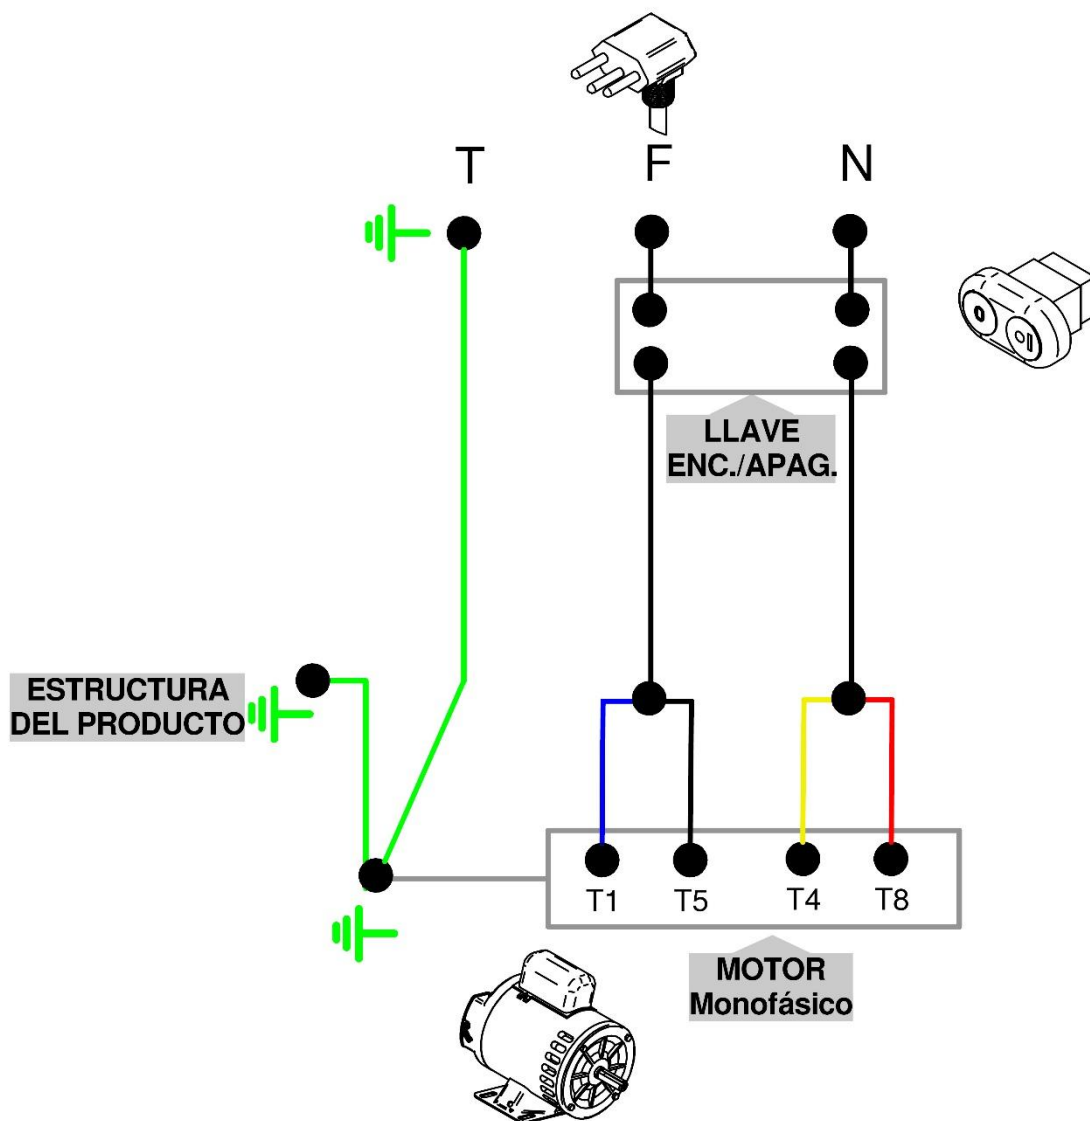 T
F
N
LLAVE
ENC./APAG.
ESTRUCTURA
DEL PRODUCTO
T1
T5
T4
T8
MOTOR
Monofásico